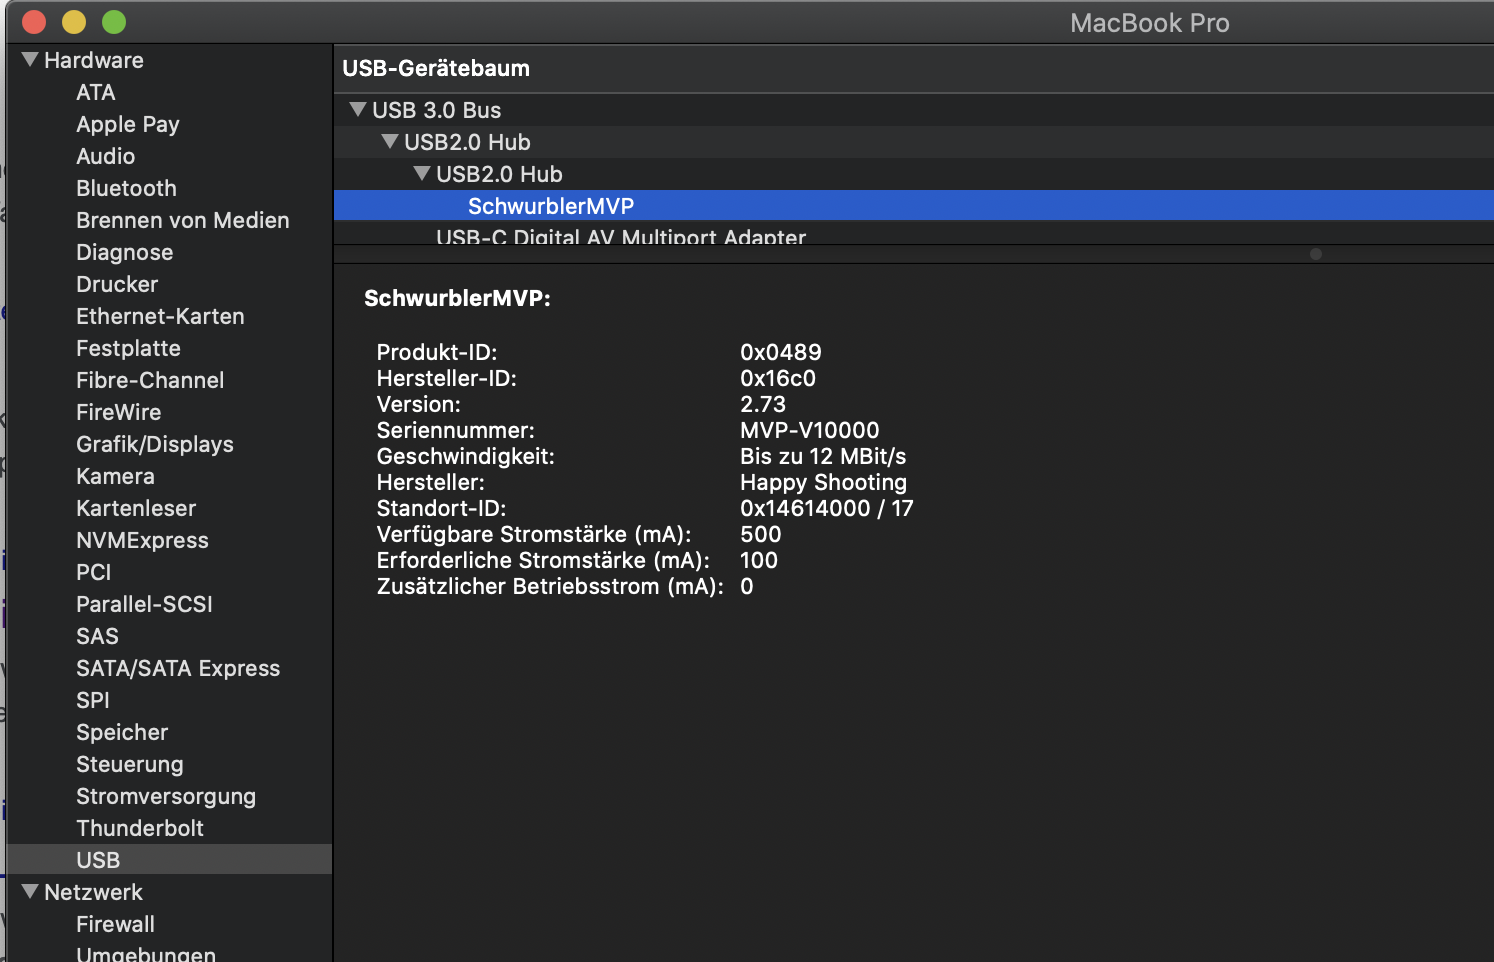 MacBook Pro
Hardware
ATA
Apple Pay
Audio
Bluetooth
Brennen von Medien
Diagnose
Drucker
Ethernet-Karten
Festplatte
Fibre-Channel
FireWire
Grafik/Displays
Kamera
Kartenleser
NVMExpress
PCI
Parallel-SCSI
SAS
SATA/SATA Express
SPI
Speicher
Steuerung
Stromversorgung
Thunderbolt
USB
Netzwerk
Firewall
Umgebungen
USB-Gerätebaum
USB 3.0 Bus
USB2.0 Hub
USB2.0 Hub
SchwurblerMVP
USB-C Digital AV Multiport Adapter
SchwurblerMVP:
Produkt-ID: 0x0489
Hersteller-ID: 0x16c0
Version: 2.73
Seriennummer: MVP-V10000
Geschwindigkeit: Bis zu 12 MBit/s
Hersteller: Happy Shooting
Standort-ID: 0x14614000 / 17
Verfügbare Stromstärke (mA): 500
Erforderliche Stromstärke (mA): 100
Zusätzlicher Betriebsstrom (mA): 0